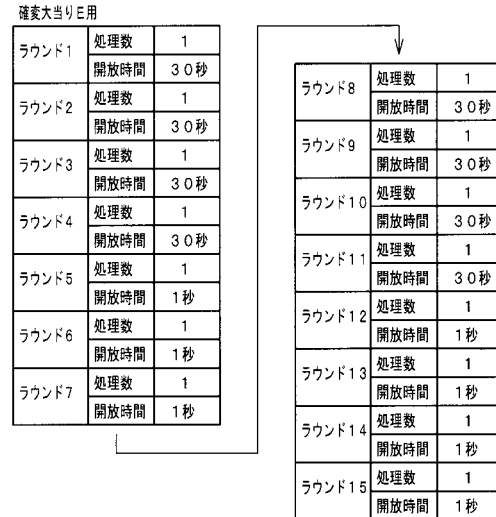 確変大当りE用
ラウンド1 処理数 1
開放時間 30秒
ラウンド2 処理数 1
開放時間 30秒
ラウンド3 処理数 1
開放時間 30秒
ラウンド4 処理数 1
開放時間 30秒
ラウンド5 処理数 1
開放時間 1秒
ラウンド6 処理数 1
開放時間 1秒
ラウンド7 処理数 1
開放時間 1秒
ラウンド8 処理数 1
開放時間 30秒
ラウンド9 処理数 1
開放時間 30秒
ラウンド10 処理数 1
開放時間 30秒
ラウンド11 処理数 1
開放時間 30秒
ラウンド12 処理数 1
開放時間 1秒
ラウンド13 処理数 1
開放時間 1秒
ラウンド14 処理数 1
開放時間 1秒
ラウンド15 処理数 1
開放時間 1秒